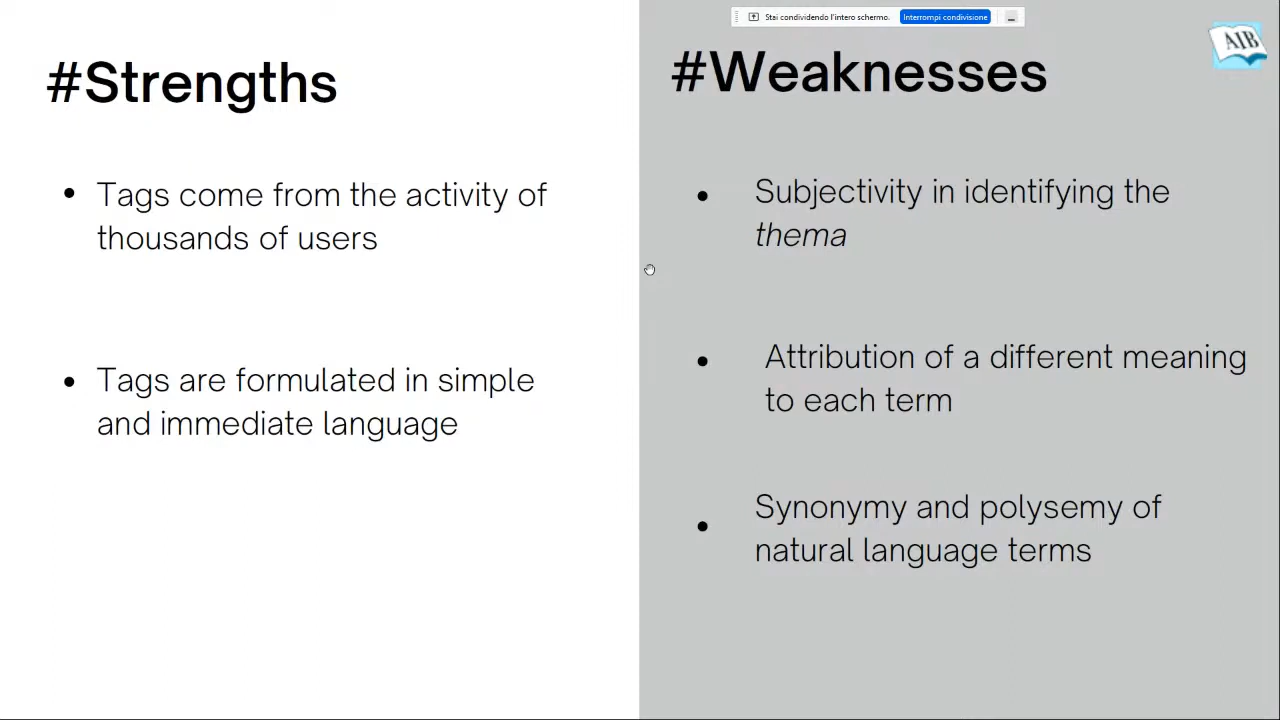 Stai condividendo l'intero schermo. Interrompi condivisione
AIB
#Strengths
• Tags come from the activity of
thousands of users
• Tags are formulated in simple
and immediate language
#Weaknesses
• Subjectivity in identifying the
thema
• Attribution of a different meaning
to each term
• Synonymy and polysemy of
natural language terms